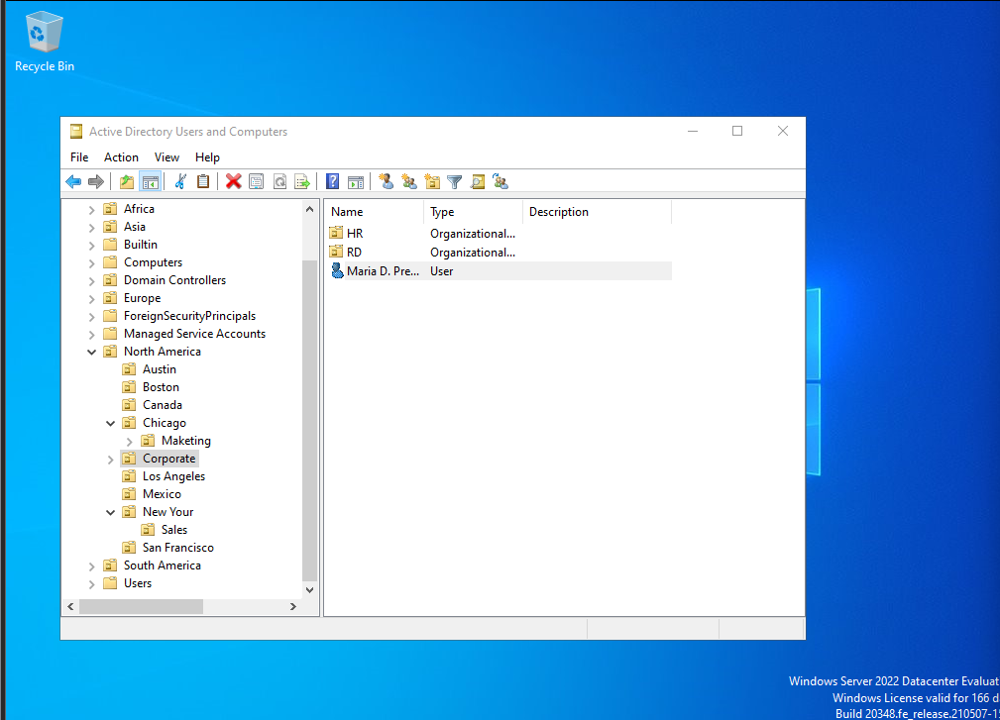 Recycle Bin
Active Directory Users and Computers
File Action View Help
Name Type Description
Africa
Asia
Builtin
Computers
Domain Controllers
Europe
ForeignSecurityPrincipals
Managed Service Accounts
North America
Austin
Boston
Canada
Chicago
Maketing
Corporate
Los Angeles
Mexico
New Your
Sales
San Francisco
South America
Users
HR Organizational...
RD Organizational...
Maria D. Pre... User
Windows Server 2022 Datacenter Evaluat
Windows License valid for 166 d
Build 20348.fe_release.210507-15